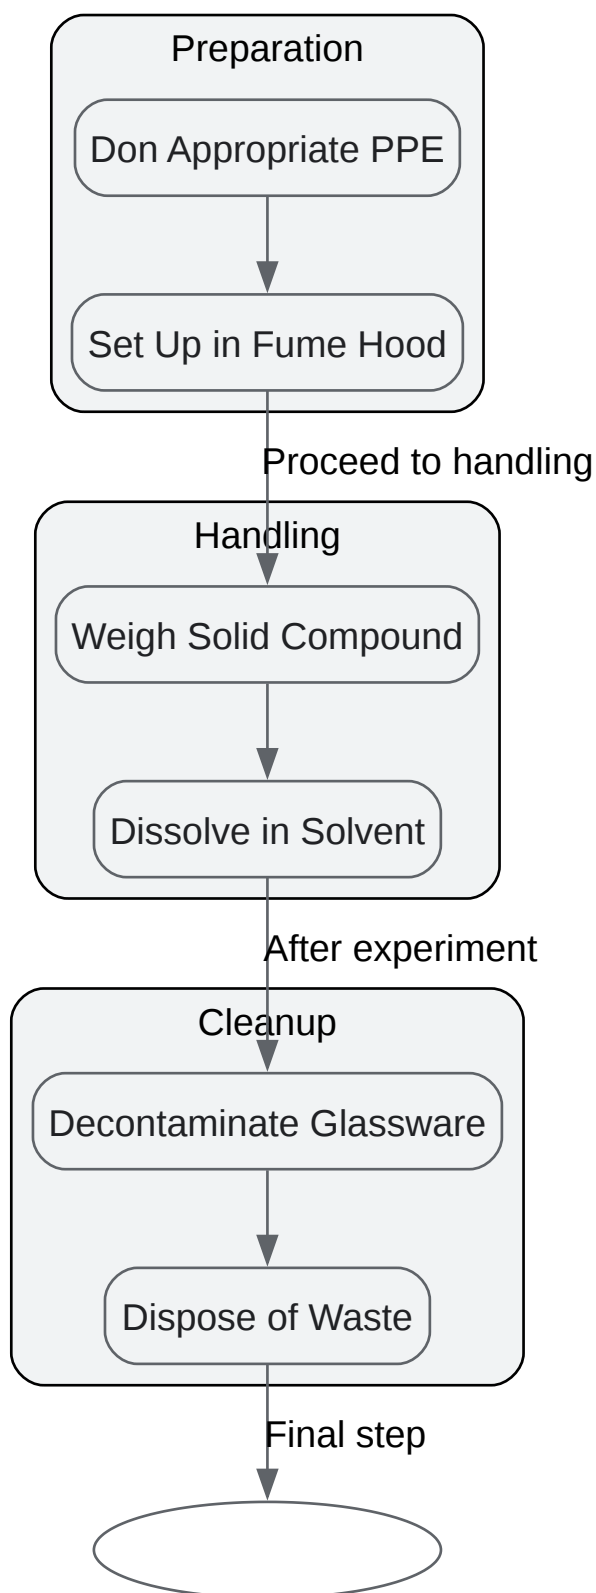 Preparation
Don Appropriate PPE
Set Up in Fume Hood
Proceed to handling
Handling
Weigh Solid Compound
Dissolve in Solvent
After experiment
Cleanup
Decontaminate Glassware
Dispose of Waste
Final step